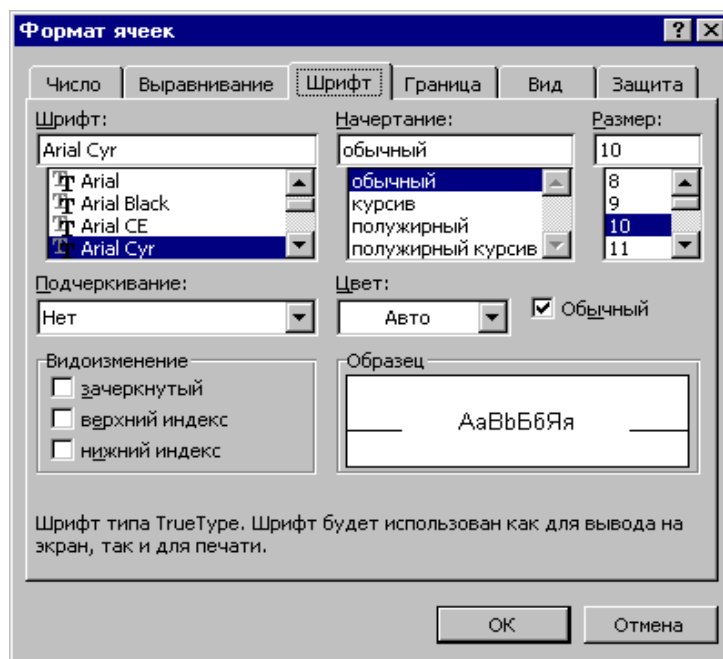 Формат ячеек
Число Выравнивание Шрифт Граница Вид Защита
Шрифт: Начертание: Размер:
Arial Cyr обычный 10
Arial обычный 8
Arial Black курсив 9
Arial CE полужирный 10
Arial Cyr полужирный курсив 11
Подчеркивание: Цвет:
Нет Авто Обычный
Видоизменение Образец
зачеркнутый
верхний индекс АаBbБбЯя
нижний индекс
Шрифт типа TrueType. Шрифт будет использован как для вывода на
экран, так и для печати.
ОК Отмена